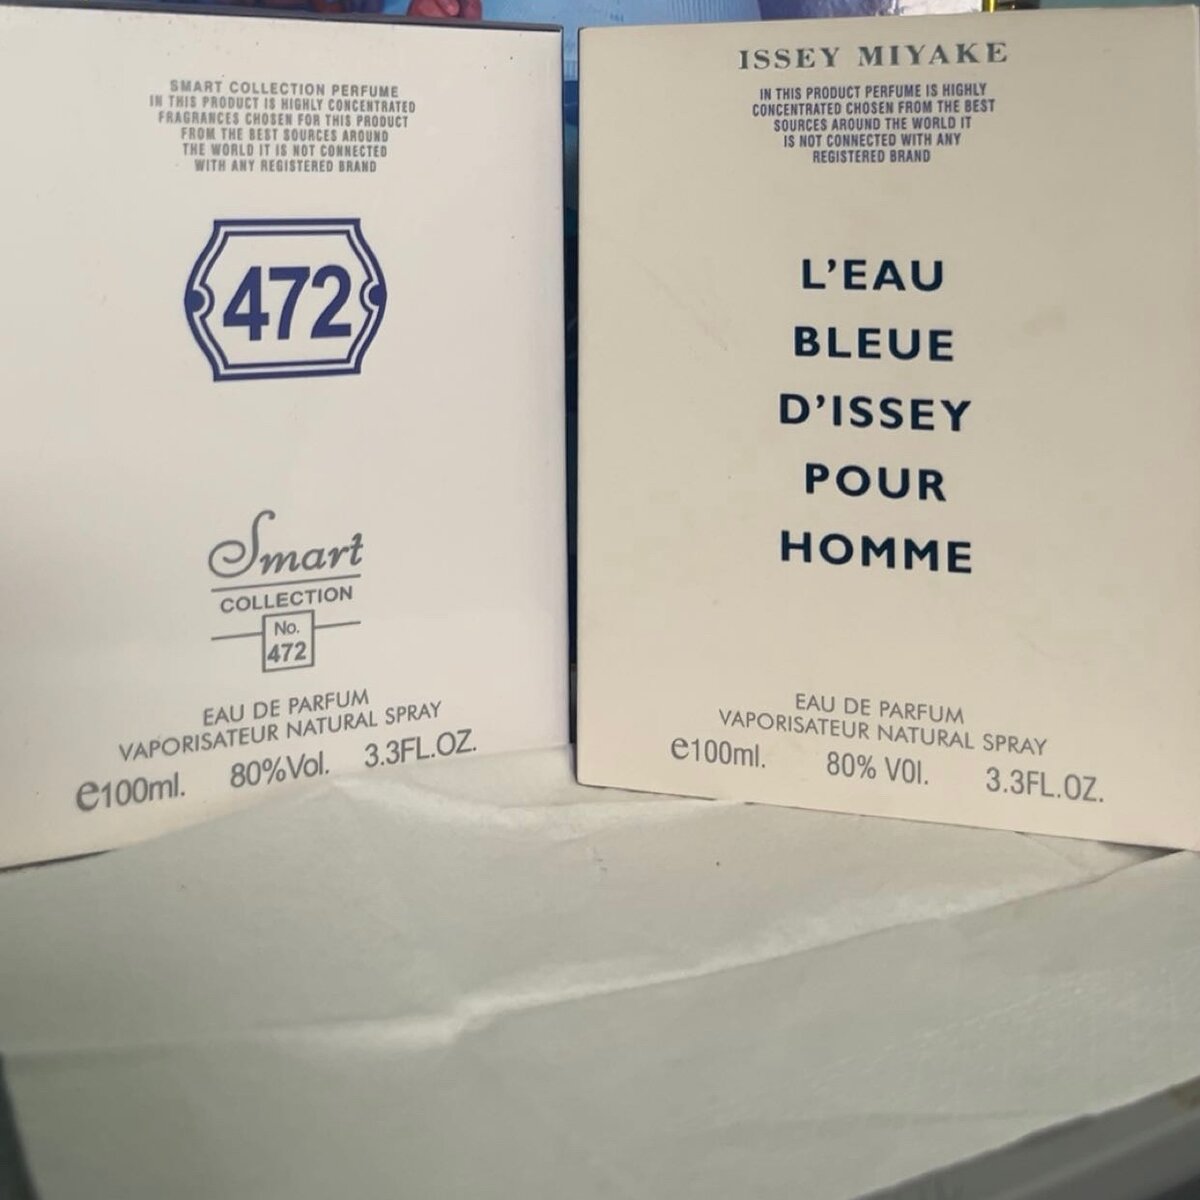 SMART COLLECTION PERFUME
IN THIS PRODUCT IS HIGHLY CONCENTRATED
FRAGRANCES CHOSEN FOR THIS PRODUCT
FROM THE BEST SOURCES AROUND
THE WORLD IT IS NOT CONNECTED
WITH ANY REGISTERED BRAND
472
Smart
COLLECTION
No.
472
EAU DE PARFUM
VAPORISATEUR NATURAL SPRAY
e100ml. 80%Vol. 3.3FL.OZ.
ISSEY MIYAKE
IN THIS PRODUCT PERFUME IS HIGHLY
CONCENTRATED CHOSEN FROM THE BEST
SOURCES AROUND THE WORLD IT
IS NOT CONNECTED WITH ANY
REGISTERED BRAND
L'EAU
BLEUE
D'ISSEY
POUR
HOMME
EAU DE PARFUM
VAPORISATEUR NATURAL SPRAY
e100ml. 80% V0l. 3.3FL.OZ.